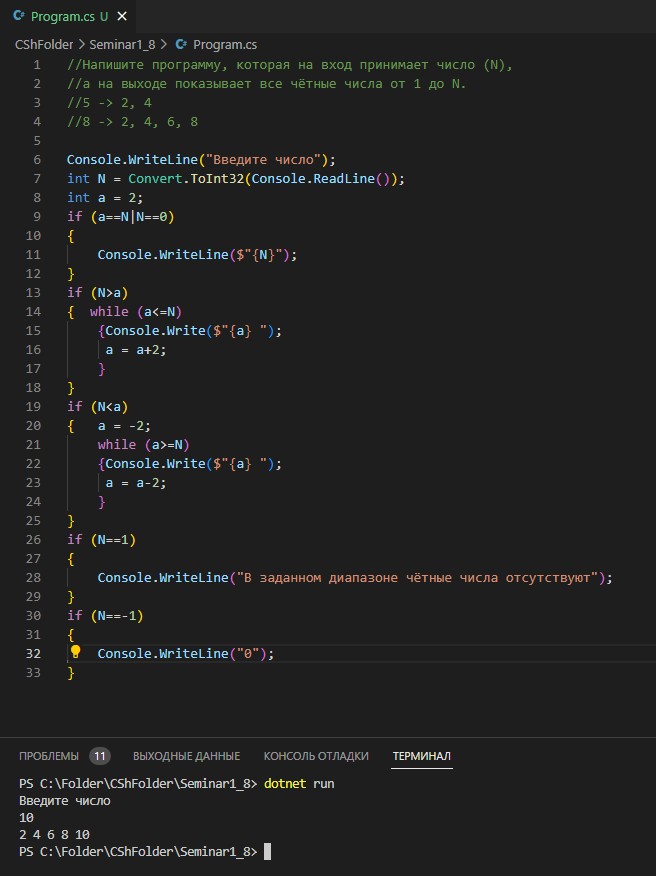 Program.cs U
CShFolder > Seminar1_8 > Program.cs
1 //Напишите программу, которая на вход принимает число (N),
2 //а на выходе показывает все чётные числа от 1 до N.
3 //5 -> 2, 4
4 //8 -> 2, 4, 6, 8
5
6 Console.WriteLine("Введите число");
7 int N = Convert.ToInt32(Console.ReadLine());
8 int a = 2;
9 if (a==N|N==0)
10 {
11     Console.WriteLine($"{N}");
12 }
13 if (N>a)
14 {  while (a<=N)
15     {Console.Write($"{a} ");
16      a = a+2;
17     }
18 }
19 if (N<a)
20 {   a = -2;
21     while (a>=N)
22     {Console.Write($"{a} ");
23      a = a-2;
24     }
25 }
26 if (N==1)
27 {
28     Console.WriteLine("В заданном диапазоне чётные числа отсутствуют");
29 }
30 if (N==-1)
31 {
32     Console.WriteLine("0");
33 }
ПРОБЛЕМЫ 11 ВЫХОДНЫЕ ДАННЫЕ КОНСОЛЬ ОТЛАДКИ ТЕРМИНАЛ
PS C:\Folder\CShFolder\Seminar1_8> dotnet run
Введите число
10
2 4 6 8 10
PS C:\Folder\CShFolder\Seminar1_8>